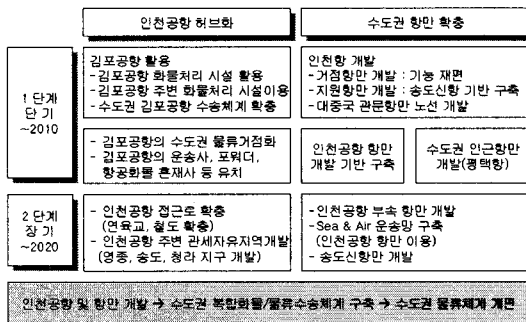 인천공항 허브화
수도권 항만 확충
1 단계
단 기
~2010
김포공항 활용
- 김포공항 화물처리 시설 활용
- 김포공항 주변 화물처리 시설이용
- 수도권 김포공항 수송체계 확충
인천항 개발
- 거점항만 개발 : 기능 재편
- 지원항만 개발 : 송도신항 기반 구축
- 대중국 관문항만 노선 개발
- 김포공항의 수도권 물류거점화
- 김포공항의 운송사, 포워더,
항공화물 혼재사 등 유치
인천공항 항만
개발 기반 구축
수도권 인근항만
개발(평택항)
2 단계
장 기
~2020
- 인천공항 접근로 확충
(연육교, 철도 확충)
- 인천공항 주변 관세자유지역개발
(영종, 송도, 청라 지구 개발)
- 인천공항 부속 항만 개발
- Sea & Air 운송망 구축
(인천공항 항만 이용)
- 송도신항만 개발
인천공항 및 항만 개발 → 수도권 복합화물/물류수송체계 구축 → 수도권 물류체계 개편